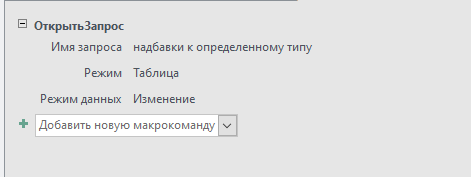 ОткрытьЗапрос
Имя запроса надбавки к определенному типу
Режим Таблица
Режим данных Изменение
Добавить новую макрокоманду